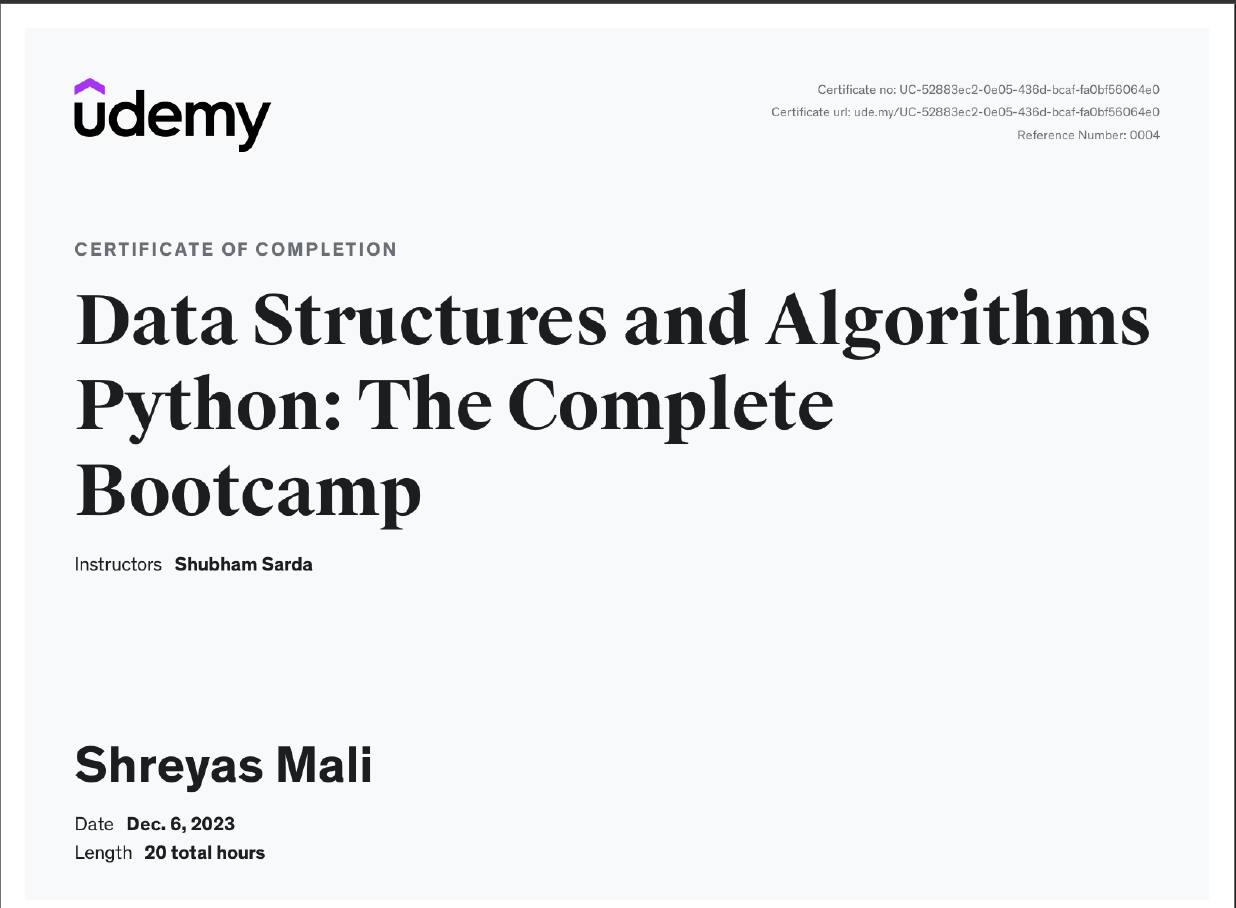 udemy
Certificate no: UC-52883ec2-0e05-436d-bcaf-fa0bf56064e0
Certificate url: ude.my/UC-52883ec2-0e05-436d-bcaf-fa0bf56064e0
Reference Number: 0004
CERTIFICATE OF COMPLETION
Data Structures and Algorithms
Python: The Complete
Bootcamp
Instructors Shubham Sarda
Shreyas Mali
Date Dec. 6, 2023
Length 20 total hours